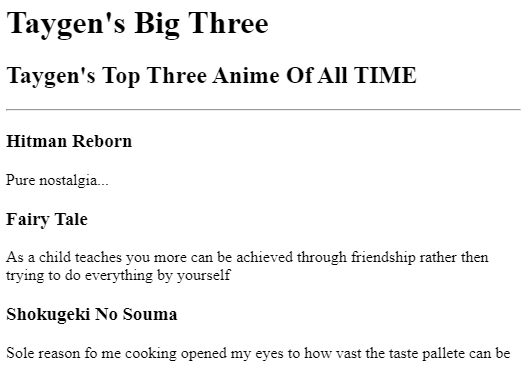 Taygen's Big Three
Taygen's Top Three Anime Of All TIME
Hitman Reborn
Pure nostalgia...
Fairy Tale
As a child teaches you more can be achieved through friendship rather then
trying to do everything by yourself
Shokugeki No Souma
Sole reason fo me cooking opened my eyes to how vast the taste pallete can be